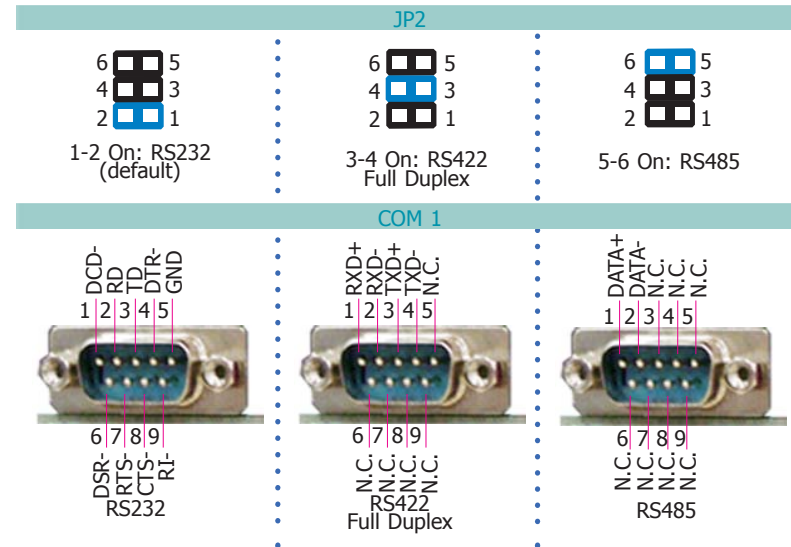 JP2
6 5
4 3
2 1
1-2 On: RS232
(default)
6 5
4 3
2 1
3-4 On: RS422
Full Duplex
6 5
4 3
2 1
5-6 On: RS485
COM 1
DCD-
RD
TD
DTR-
GND
1 2 3 4 5
6 7 8 9
DSR-
RTS-
CTS-
RI-
RS232
RXD+
RXD-
TXD+
TXD-
N.C.
1 2 3 4 5
6 7 8 9
N.C.
N.C.
N.C.
N.C.
RS422
Full Duplex
DATA+
DATA-
N.C.
N.C.
N.C.
1 2 3 4 5
6 7 8 9
N.C.
N.C.
N.C.
N.C.
RS485